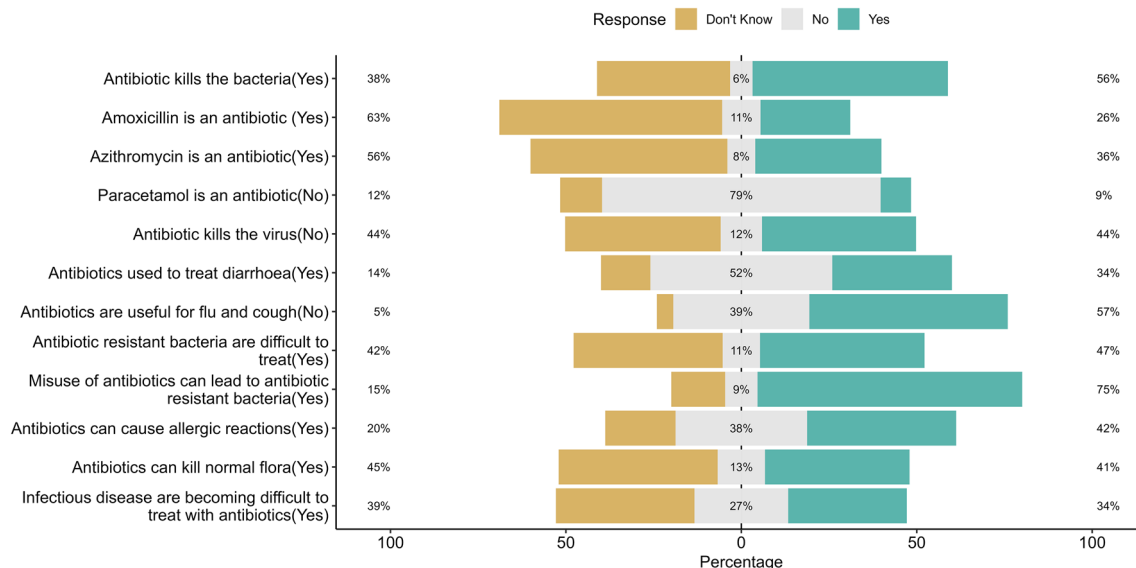 Response Don't Know No Yes
Antibiotic kills the bacteria(Yes) 38% 6% 56%
Amoxicillin is an antibiotic (Yes) 63% 11% 26%
Azithromycin is an antibiotic(Yes) 56% 8% 36%
Paracetamol is an antibiotic(No) 12% 79% 9%
Antibiotic kills the virus(No) 44% 12% 44%
Antibiotics used to treat diarrhoea(Yes) 14% 52% 34%
Antibiotics are useful for flu and cough(No) 5% 39% 57%
Antibiotic resistant bacteria are difficult to
treat(Yes) 42% 11% 47%
Misuse of antibiotics can lead to antibiotic
resistant bacteria(Yes) 15% 9% 75%
Antibiotics can cause allergic reactions(Yes) 20% 38% 42%
Antibiotics can kill normal flora(Yes) 45% 13% 41%
Infectious disease are becoming difficult to
treat with antibiotics(Yes) 39% 27% 34%
100 50 0 50 100
Percentage